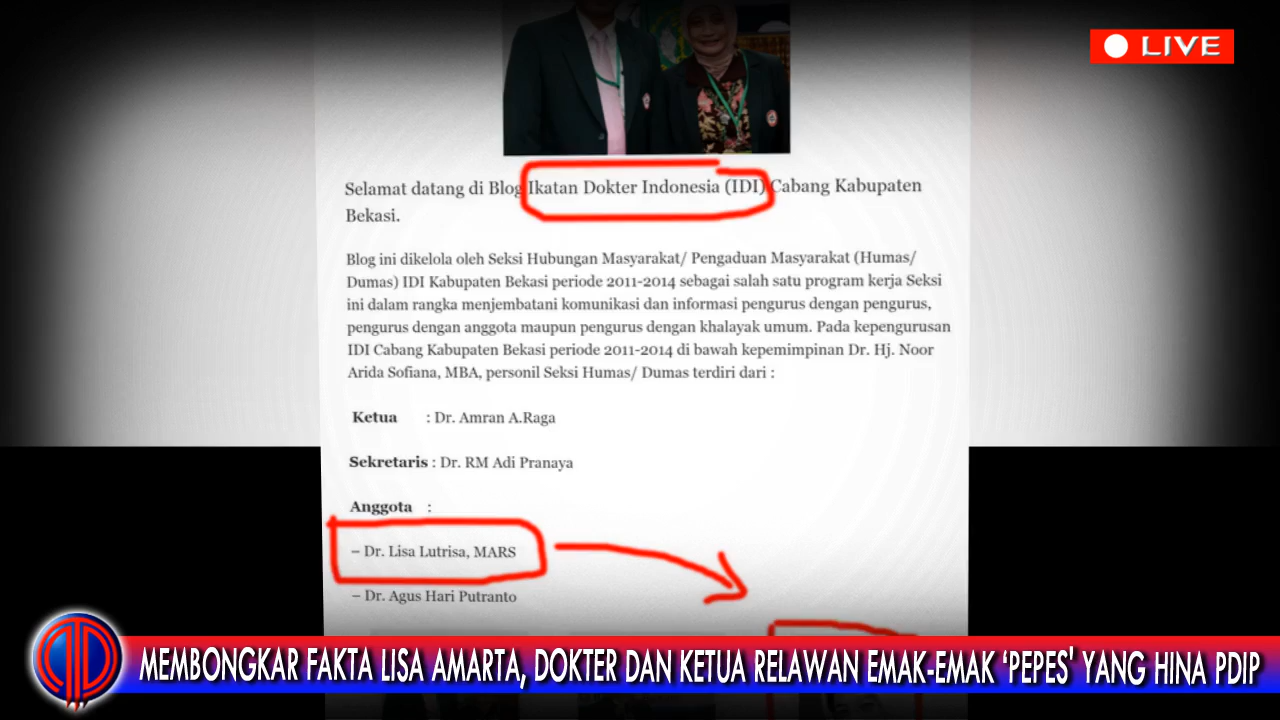 LIVE
Selamat datang di Blog Ikatan Dokter Indonesia (IDI) Cabang Kabupaten
Bekasi.
Blog ini dikelola oleh Seksi Hubungan Masyarakat/ Pengaduan Masyarakat (Humas/
Dumas) IDI Kabupaten Bekasi periode 2011-2014 sebagai salah satu program kerja Seksi
ini dalam rangka menjembatani komunikasi dan informasi pengurus dengan pengurus,
pengurus dengan anggota maupun pengurus dengan khalayak umum. Pada kepengurusan
IDI Cabang Kabupaten Bekasi periode 2011-2014 di bawah kepemimpinan Dr. Hj. Noor
Arida Sofiana, MBA, personil Seksi Humas/ Dumas terdiri dari :
Ketua : Dr. Amran A.Raga
Sekretaris : Dr. RM Adi Pranaya
Anggota :
– Dr. Lisa Lutrisa, MARS
– Dr. Agus Hari Putranto
MEMBONGKAR FAKTA LISA AMARTA, DOKTER DAN KETUA RELAWAN EMAK-EMAK ‘PEPES' YANG HINA PDIP